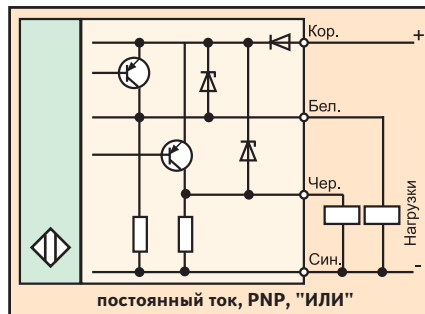 Кор.
+
Бел.
Чер.
Нагрузки
Син.
-
постоянный ток, PNP, "ИЛИ"